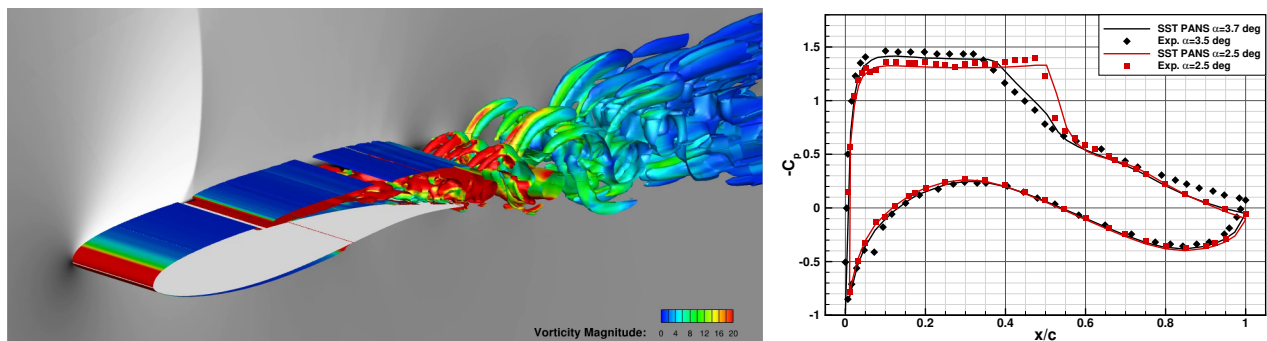 Vorticity Magnitude: 0 4 8 12 16 20
SST PANS α=3.7 deg
Exp. α=3.5 deg
SST PANS α=2.5 deg
Exp. α=2.5 deg
-Cp
1.5
1
0.5
0
-0.5
-1
0 0.2 0.4 0.6 0.8 1
x/c